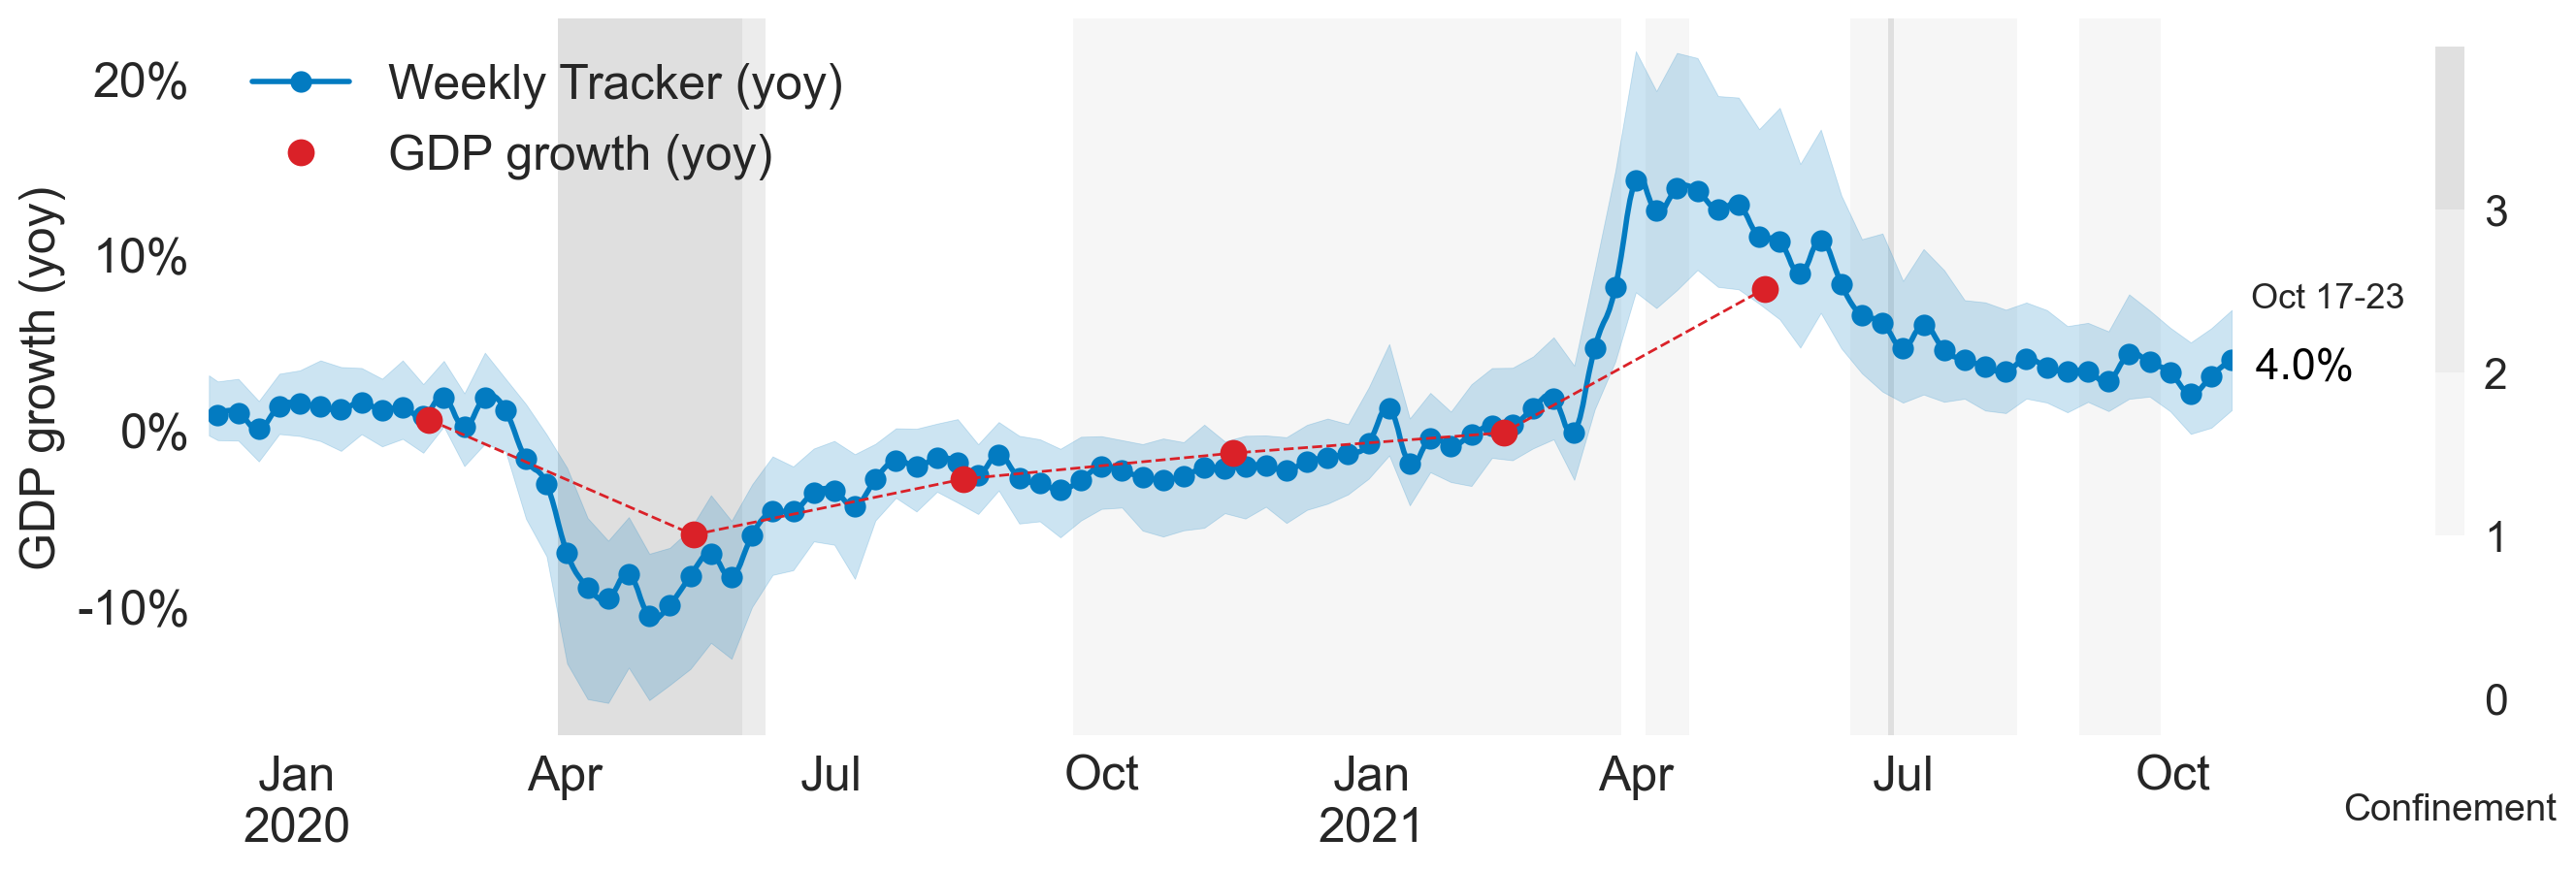 Weekly Tracker (yoy)
GDP growth (yoy)
GDP growth (yoy)
20%
10%
0%
-10%
Jan
2020
Apr
Jul
Oct
Jan
2021
Apr
Jul
Oct
Oct 17-23
4.0%
3
2
1
0
Confinement